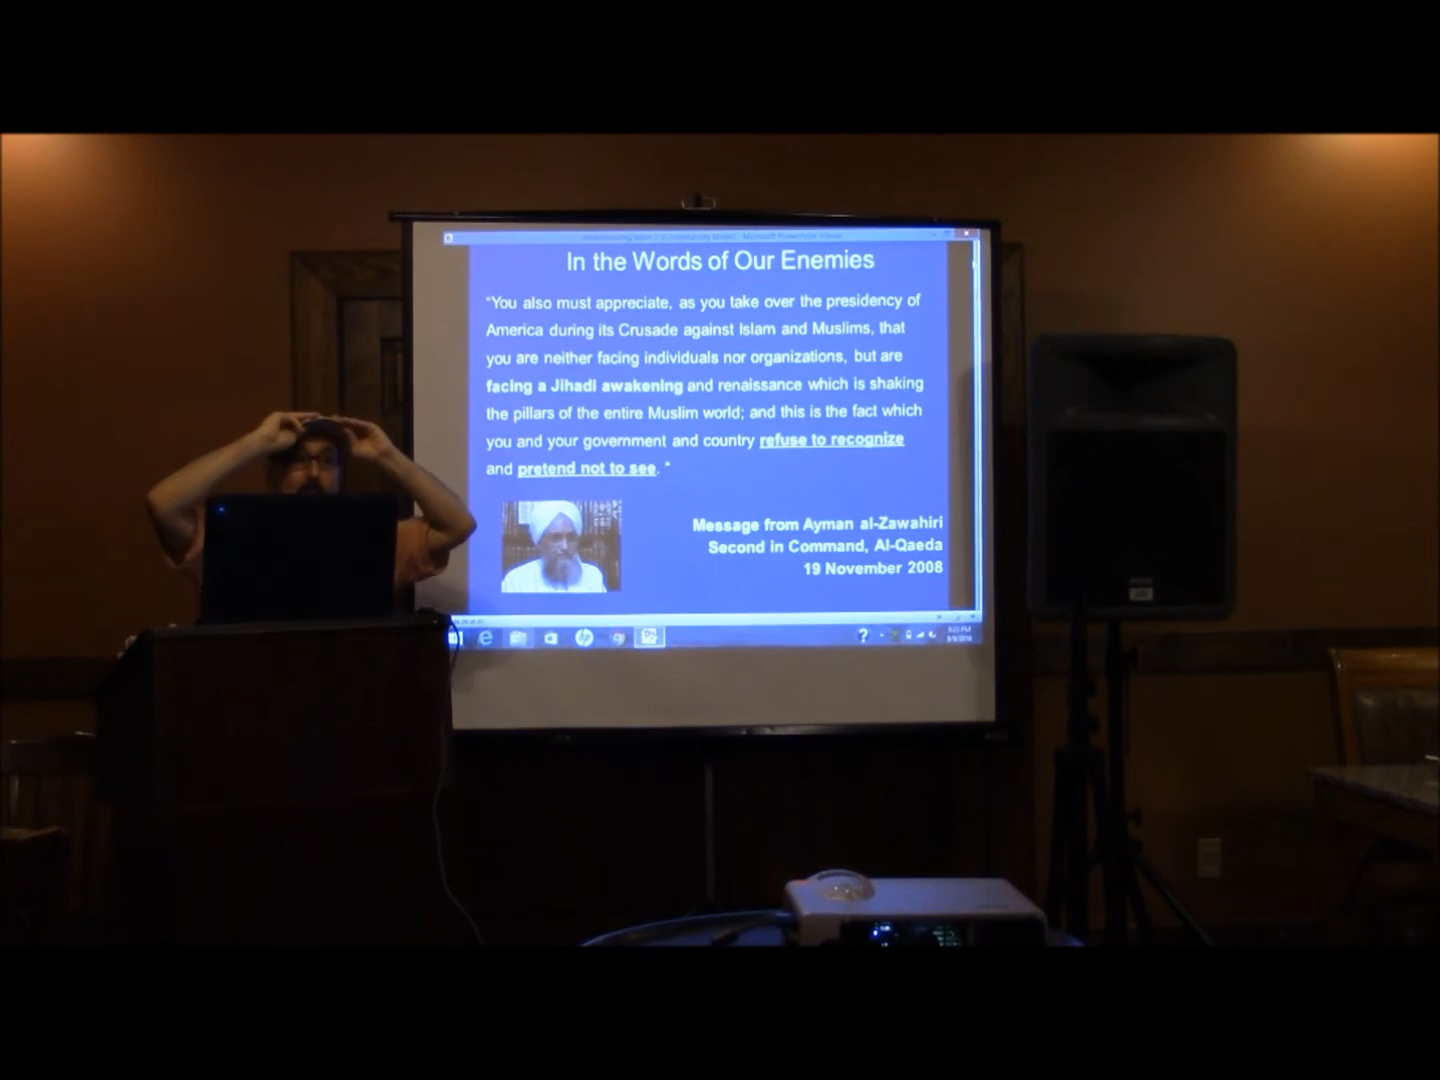 In the Words of Our Enemies
“You also must appreciate, as you take over the presidency of
America during its Crusade against Islam and Muslims, that
you are neither facing individuals nor organizations, but are
facing a Jihadi awakening and renaissance which is shaking
the pillars of the entire Muslim world; and this is the fact which
you and your government and country refuse to recognize
and pretend not to see. “
Message from Ayman al-Zawahiri
Second in Command, Al-Qaeda
19 November 2008